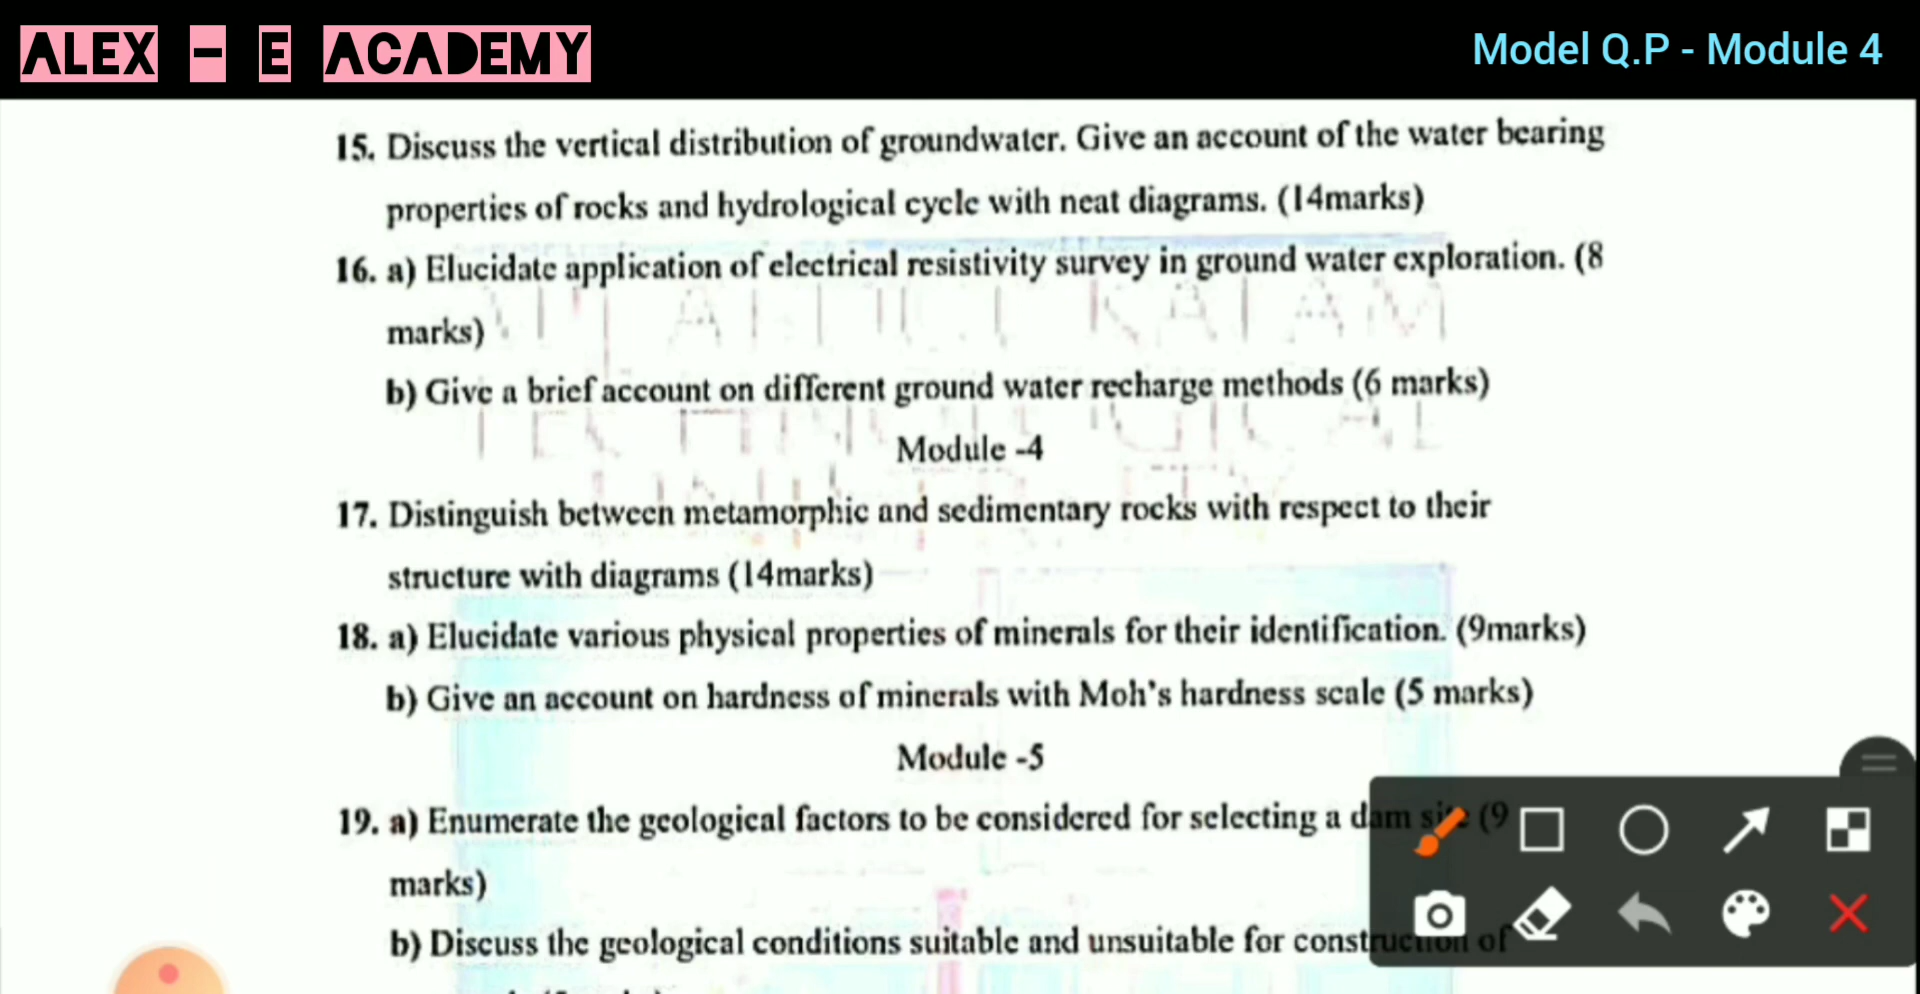 ALEX - E ACADEMY
Model Q.P - Module 4
15. Discuss the vertical distribution of groundwater. Give an account of the water bearing
properties of rocks and hydrological cycle with neat diagrams. (14marks)
16. a) Elucidate application of electrical resistivity survey in ground water exploration. (8
marks)
b) Give a brief account on different ground water recharge methods (6 marks)
Module -4
17. Distinguish between metamorphic and sedimentary rocks with respect to their
structure with diagrams (14marks)
18. a) Elucidate various physical properties of minerals for their identification. (9marks)
b) Give an account on hardness of minerals with Moh's hardness scale (5 marks)
Module -5
19. a) Enumerate the geological factors to be considered for selecting a dam site (9
marks)
b) Discuss the geological conditions suitable and unsuitable for construction of